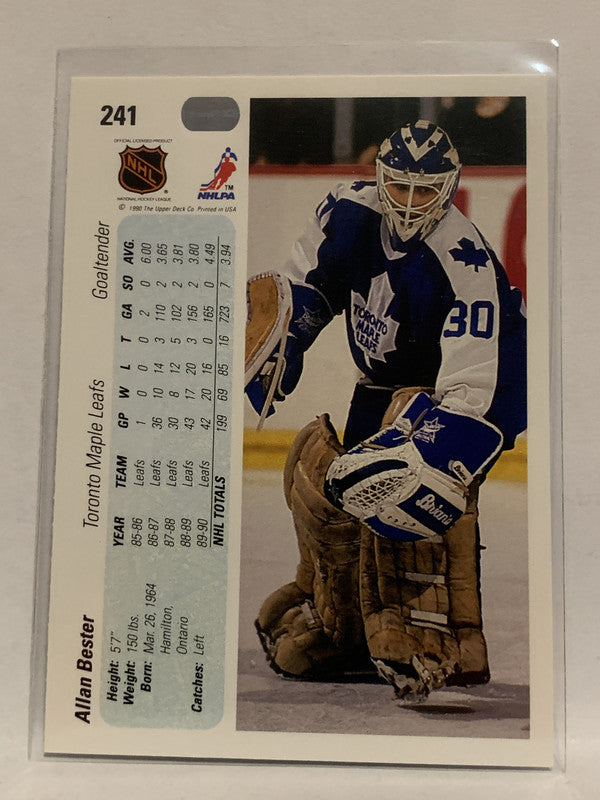 241
OFFICIAL LICENSED PRODUCT
NHL
NATIONAL HOCKEY LEAGUE
NHLPA
TM
© 1990 The Upper Deck Co. Printed in USA
Allan Bester
Toronto Maple Leafs Goaltender
Height: 5'7"
Weight: 150 lbs.
Born: Mar. 26, 1964
Hamilton,
Ontario
Catches: Left
YEAR TEAM GP W L T GA SO AVG.
85-86 Leafs 1 0 0 0 2 0 6.00
86-87 Leafs 36 10 14 3 110 2 3.65
87-88 Leafs 30 8 12 5 102 2 3.81
88-89 Leafs 43 17 20 3 156 2 3.80
89-90 Leafs 42 20 16 0 165 0 4.49
NHL TOTALS 199 69 85 16 723 7 3.94
TORONTO
MAPLE
LEAFS
30
Brian's